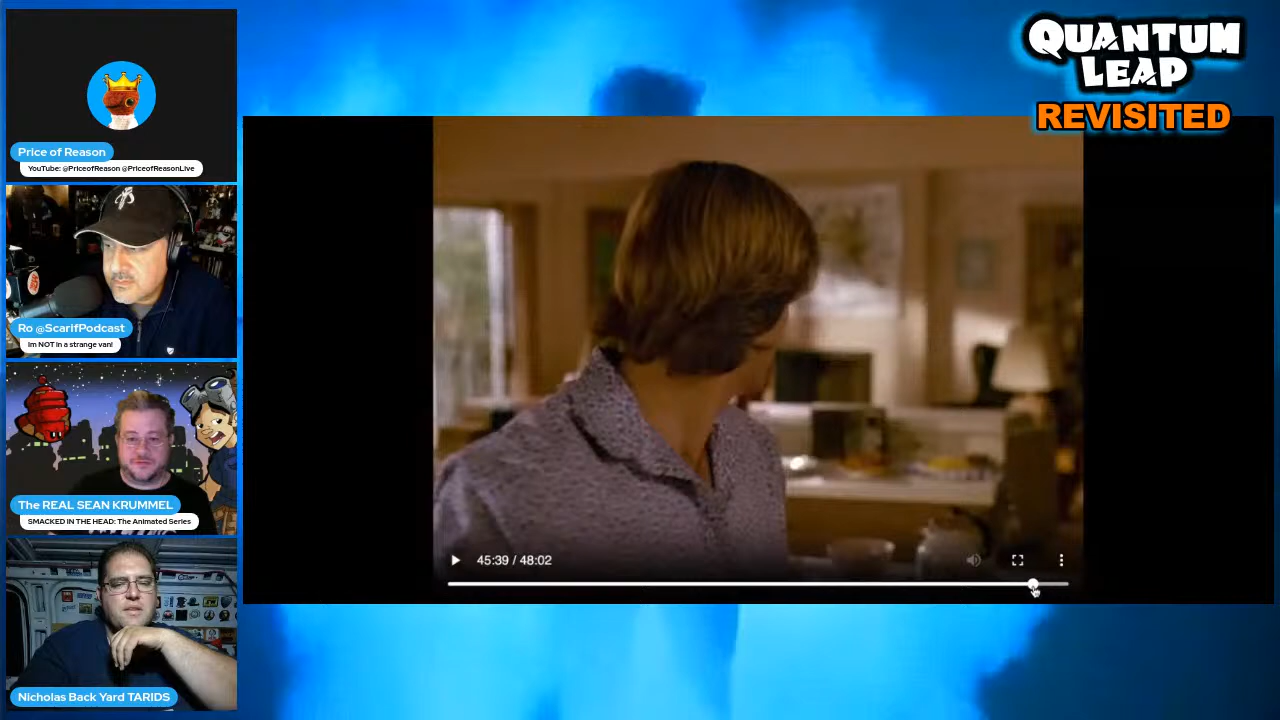 Price of Reason
YouTube: @PriceofReason @PriceofReasonLive
Ro @ScarifPodcast
Im NOT in a strange van!
The REAL SEAN KRUMMEL
SMACKED IN THE HEAD: The Animated Series
Nicholas Back Yard TARIDS
QUANTUM
LEAP
REVISITED
45:39 / 48:02